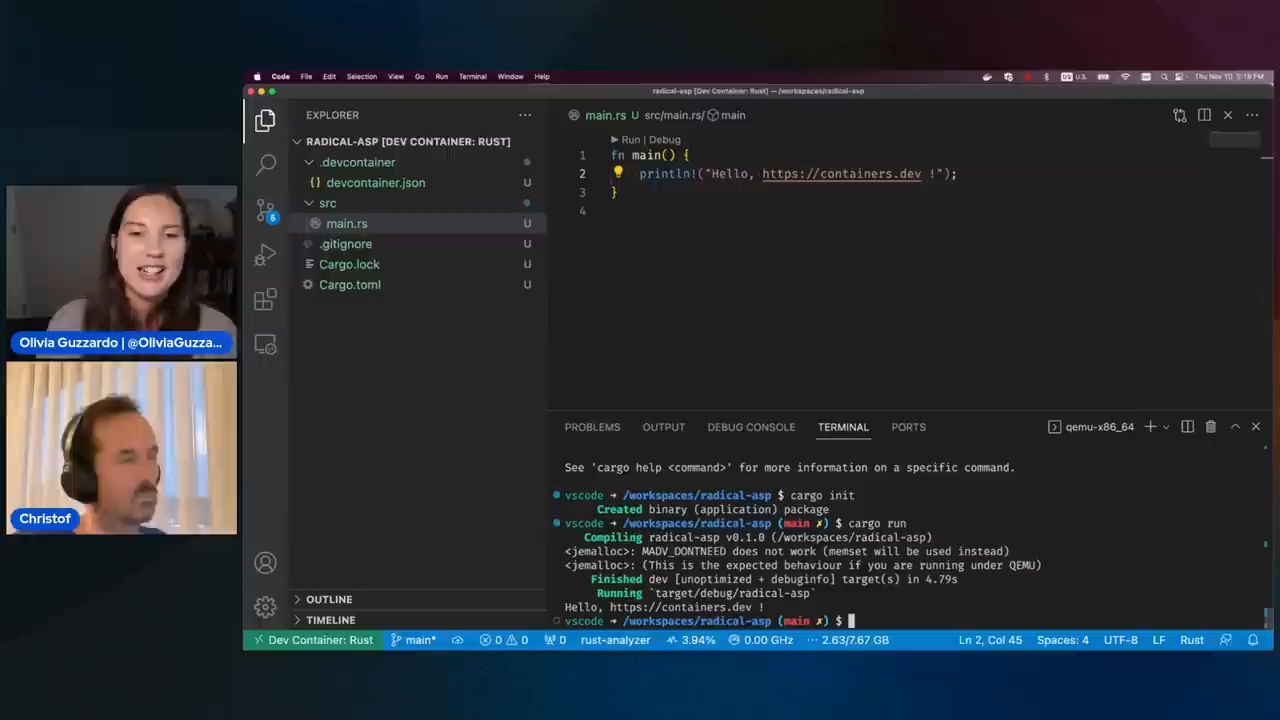 Code File Edit Selection View Go Run Terminal Window Help
U.S. Thu Nov 10, 5:18 PM
radical-asp [Dev Container: Rust] — /workspaces/radical-asp
EXPLORER
RADICAL-ASP [DEV CONTAINER: RUST]
.devcontainer
{} devcontainer.json U
src
main.rs U
.gitignore U
Cargo.lock U
Cargo.toml U
OUTLINE
TIMELINE
5
main.rs U src/main.rs/ main
Run | Debug
1 fn main() {
2 println!("Hello, https://containers.dev !");
3 }
4
PROBLEMS OUTPUT DEBUG CONSOLE TERMINAL PORTS qemu-x86_64
See 'cargo help <command>' for more information on a specific command.
vscode → /workspaces/radical-asp $ cargo init
Created binary (application) package
vscode → /workspaces/radical-asp (main ✗) $ cargo run
Compiling radical-asp v0.1.0 (/workspaces/radical-asp)
<jemalloc>: MADV_DONTNEED does not work (memset will be used instead)
<jemalloc>: (This is the expected behaviour if you are running under QEMU)
Finished dev [unoptimized + debuginfo] target(s) in 4.79s
Running `target/debug/radical-asp`
Hello, https://containers.dev !
vscode → /workspaces/radical-asp (main ✗) $
Dev Container: Rust main* 0 0 0 rust-analyzer 3.94% 0.00 GHz 2.63/7.67 GB Ln 2, Col 45 Spaces: 4 UTF-8 LF Rust
Olivia Guzzardo | @OliviaGuzza...
Christof